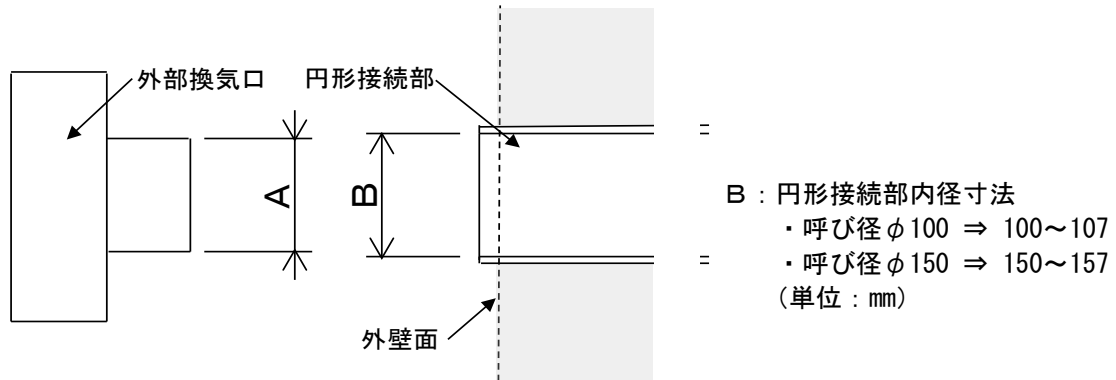 外部換気口
円形接続部
A
B
外壁面
B：円形接続部内径寸法
・呼び径φ100 ⇒ 100～107
・呼び径φ150 ⇒ 150～157
（単位：㎜）